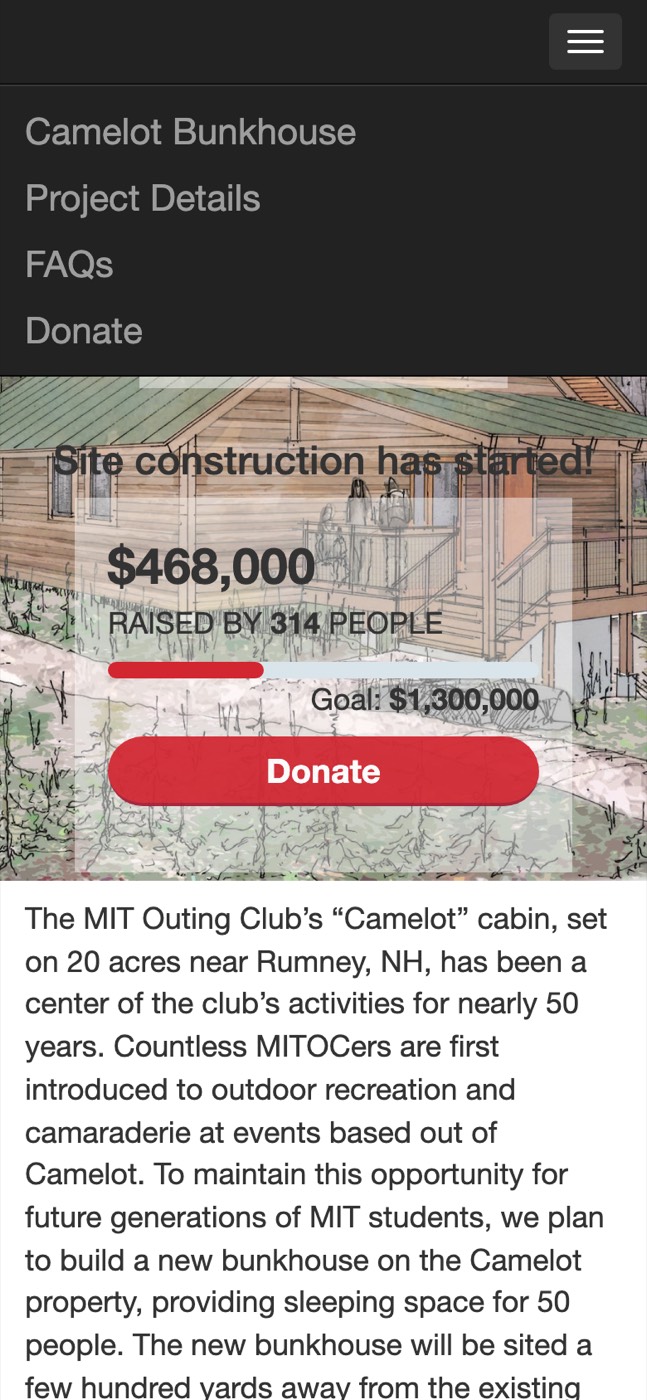 Camelot Bunkhouse
Project Details
FAQs
Donate
Site construction has started!
$468,000
RAISED BY 314 PEOPLE
Goal: $1,300,000
Donate
The MIT Outing Club’s “Camelot” cabin, set
on 20 acres near Rumney, NH, has been a
center of the club’s activities for nearly 50
years. Countless MITOCers are first
introduced to outdoor recreation and
camaraderie at events based out of
Camelot. To maintain this opportunity for
future generations of MIT students, we plan
to build a new bunkhouse on the Camelot
property, providing sleeping space for 50
people. The new bunkhouse will be sited a
few hundred yards away from the existing